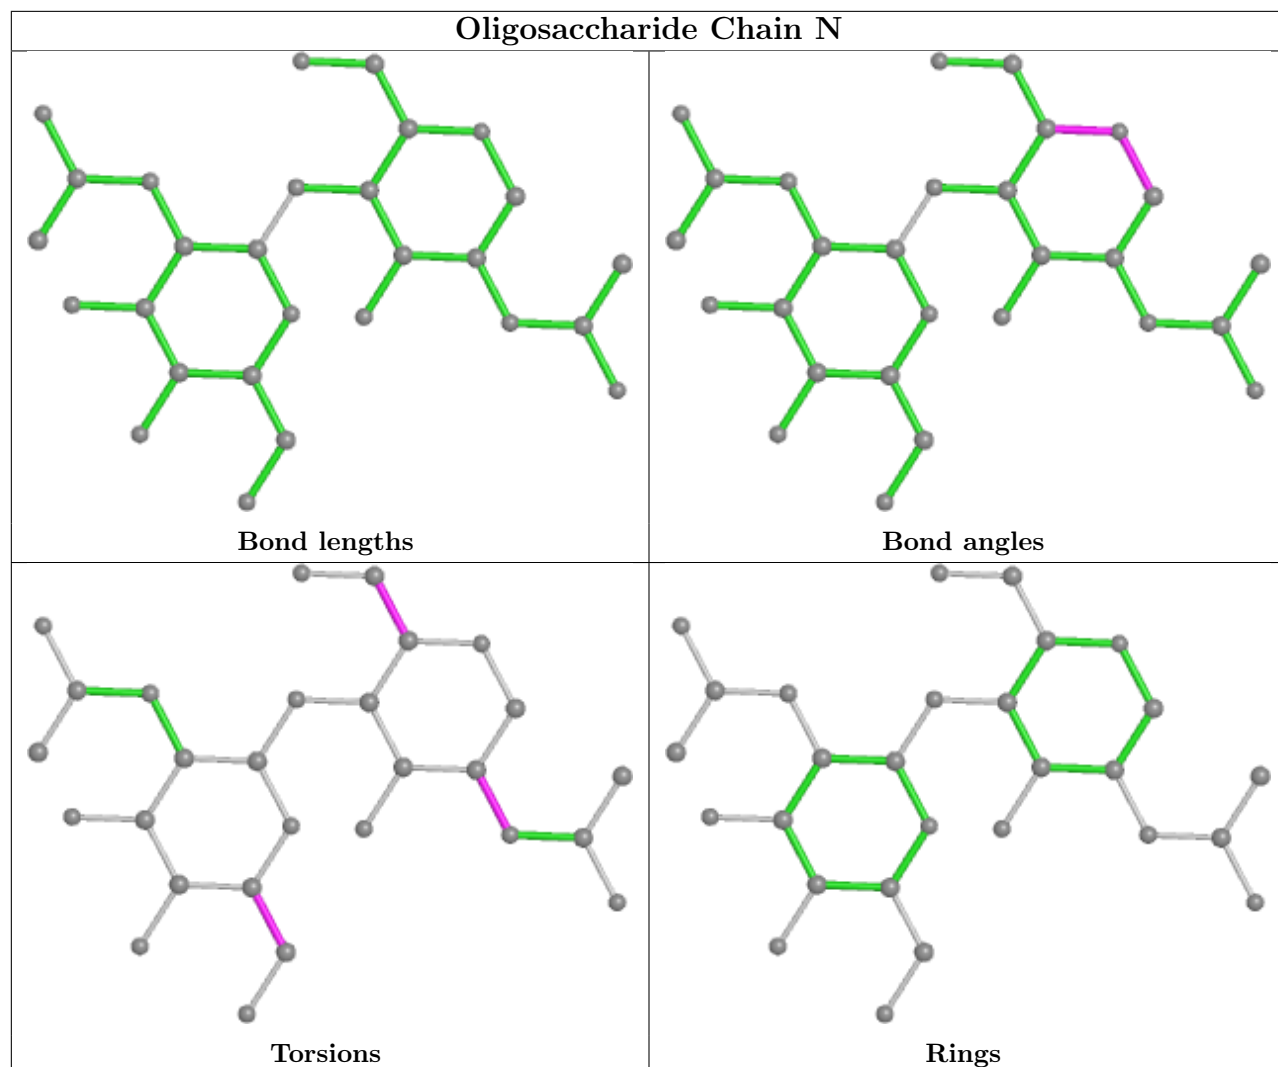 Oligosaccharide Chain N
Bond lengths
Bond angles
Torsions
Rings